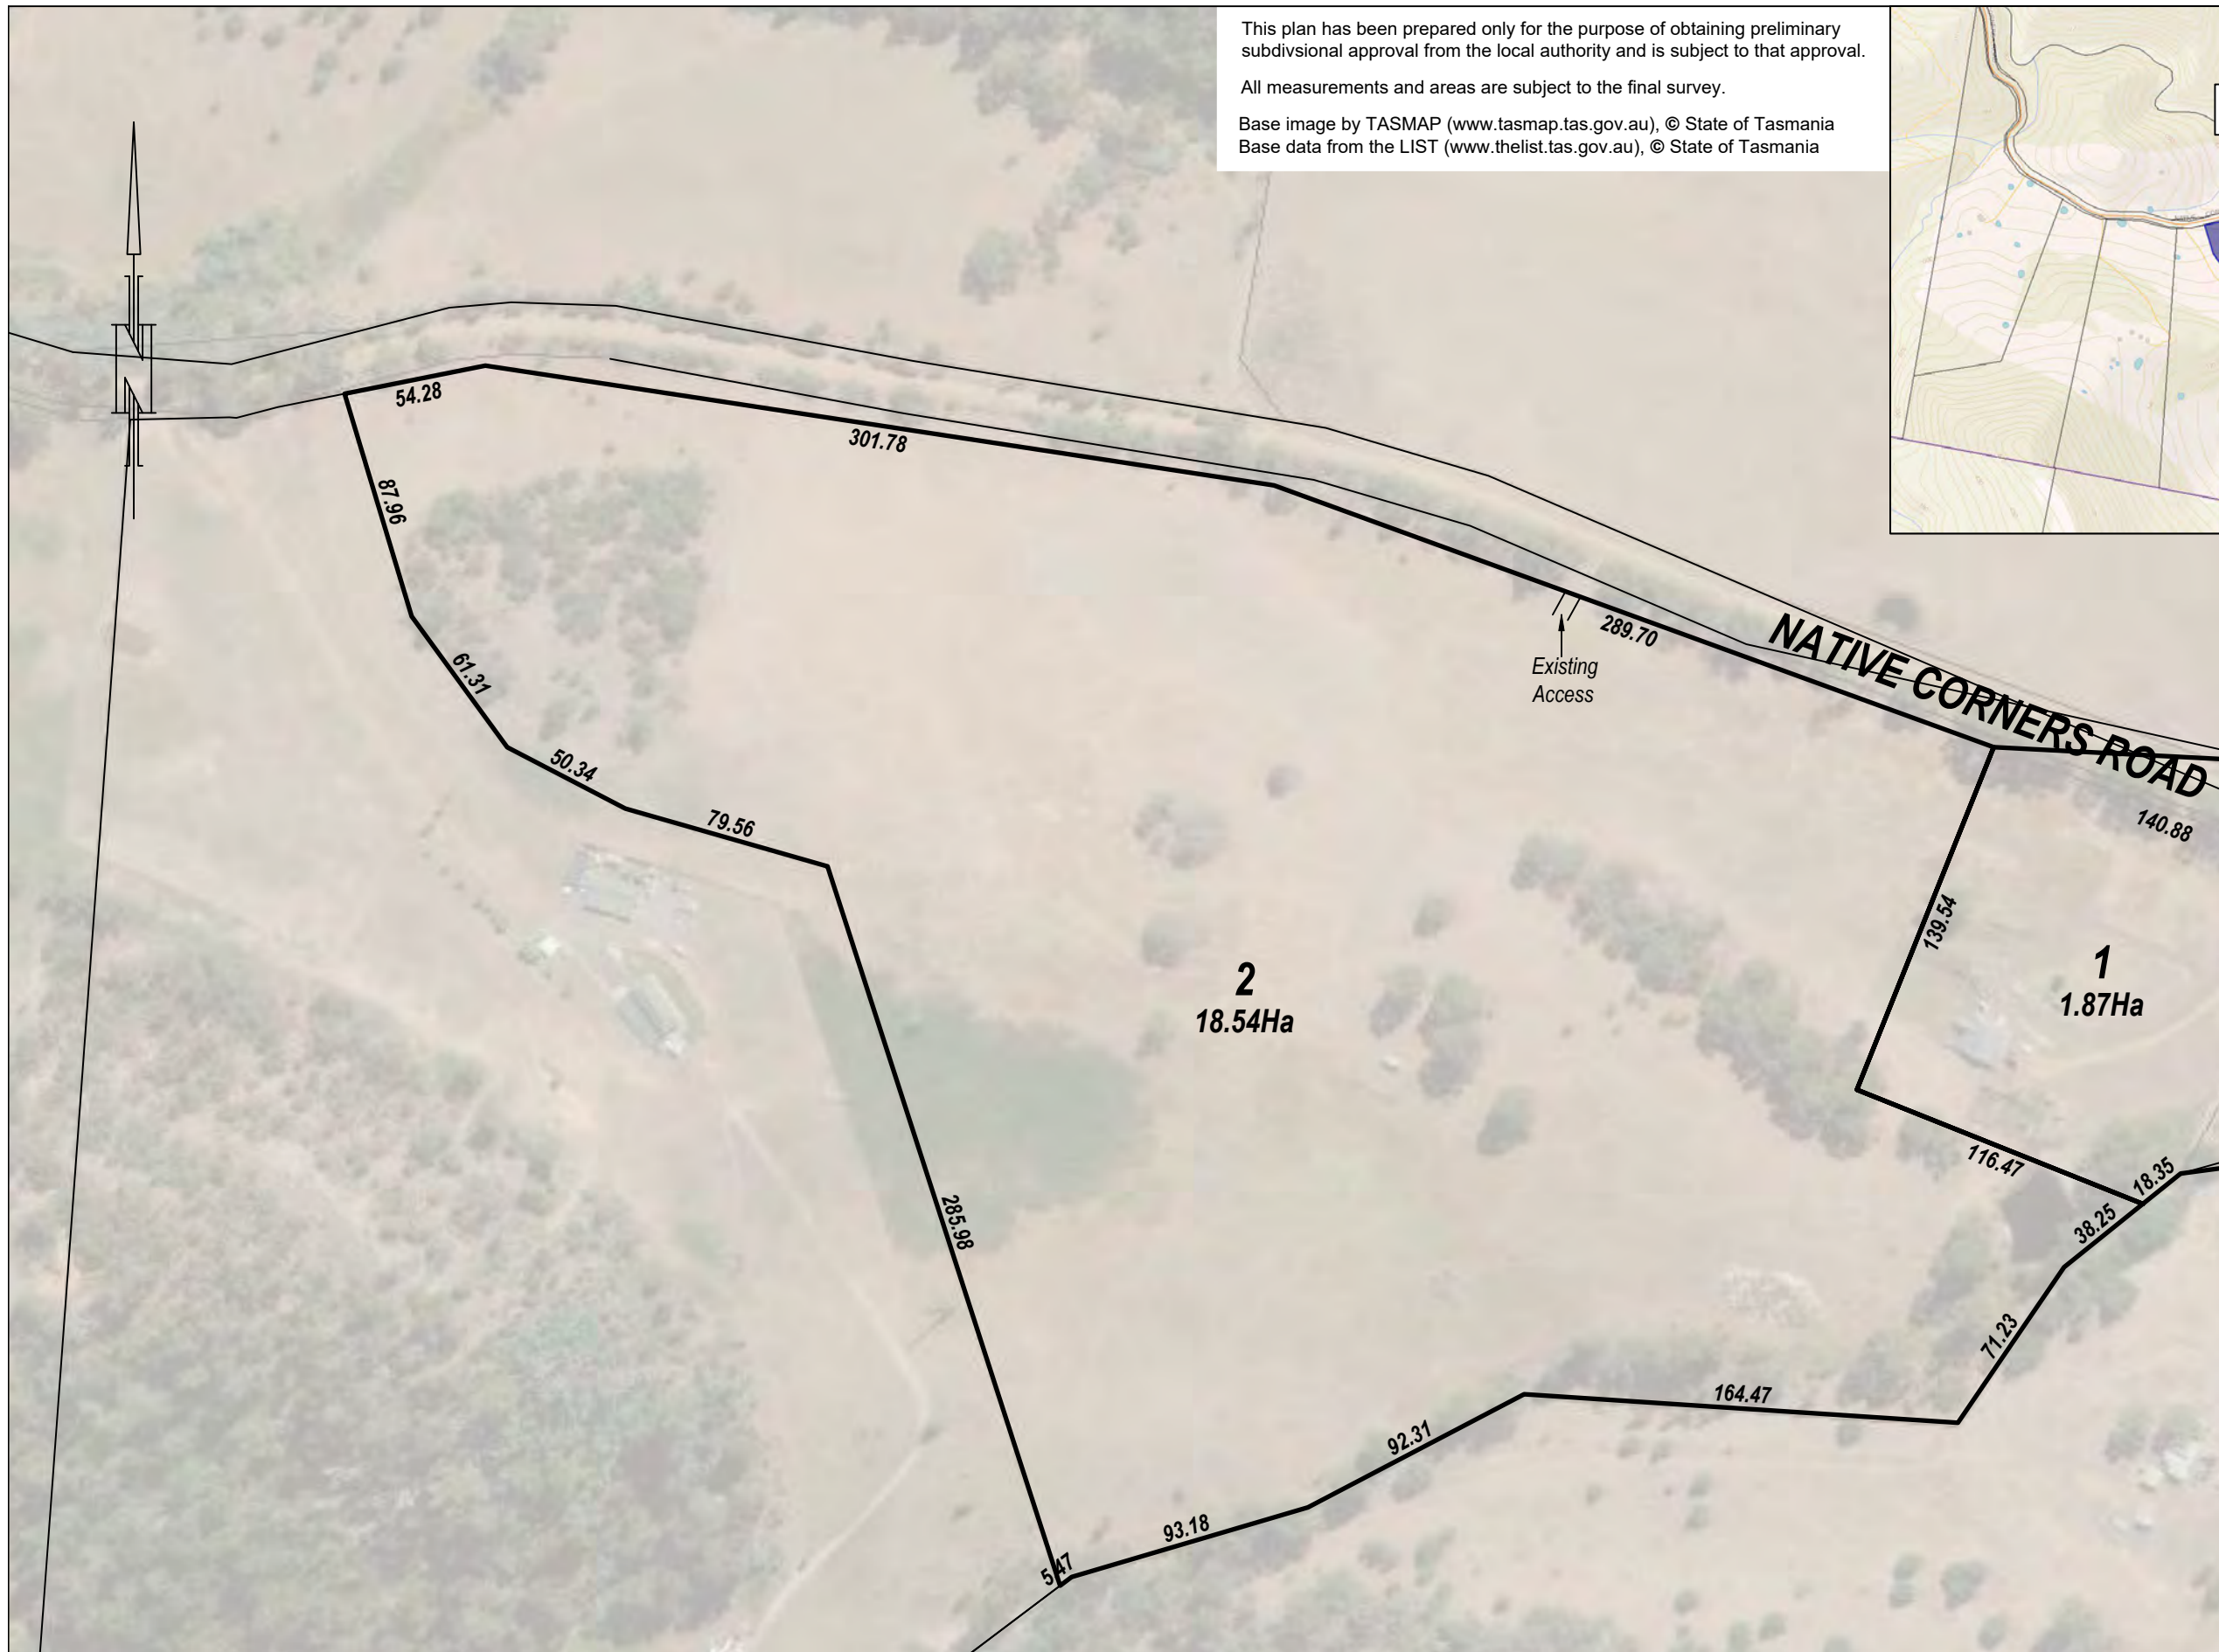 This plan has been prepared only for the purpose of obtaining preliminary
subdivsional approval from the local authority and is subject to that approval.
All measurements and areas are subject to the final survey.
Base image by TASMAP (www.tasmap.tas.gov.au), © State of Tasmania
Base data from the LIST (www.thelist.tas.gov.au), © State of Tasmania
N
54.28
301.78
87.96
289.70
Existing
Access
NATIVE CORNERS ROAD
61.31
50.34
79.56
140.88
139.54
2
18.54Ha
1
1.87Ha
116.47
18.35
38.25
285.98
71.23
164.47
92.31
93.18
5.47